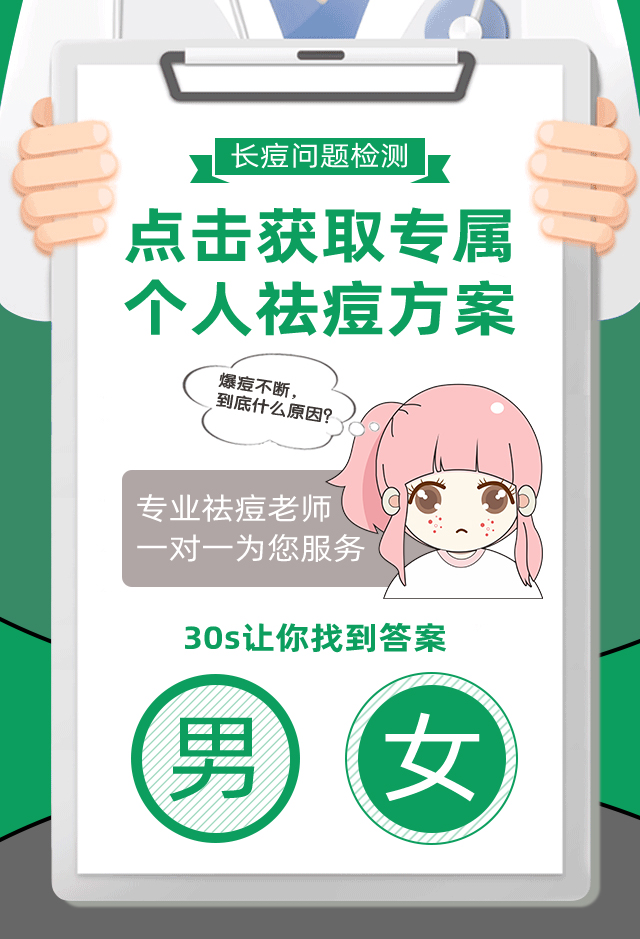 长痘问题检测
点击获取专属
个人祛痘方案
爆痘不断，
到底什么原因？
专业祛痘老师
一对一为您服务
30s让你找到答案
男
女